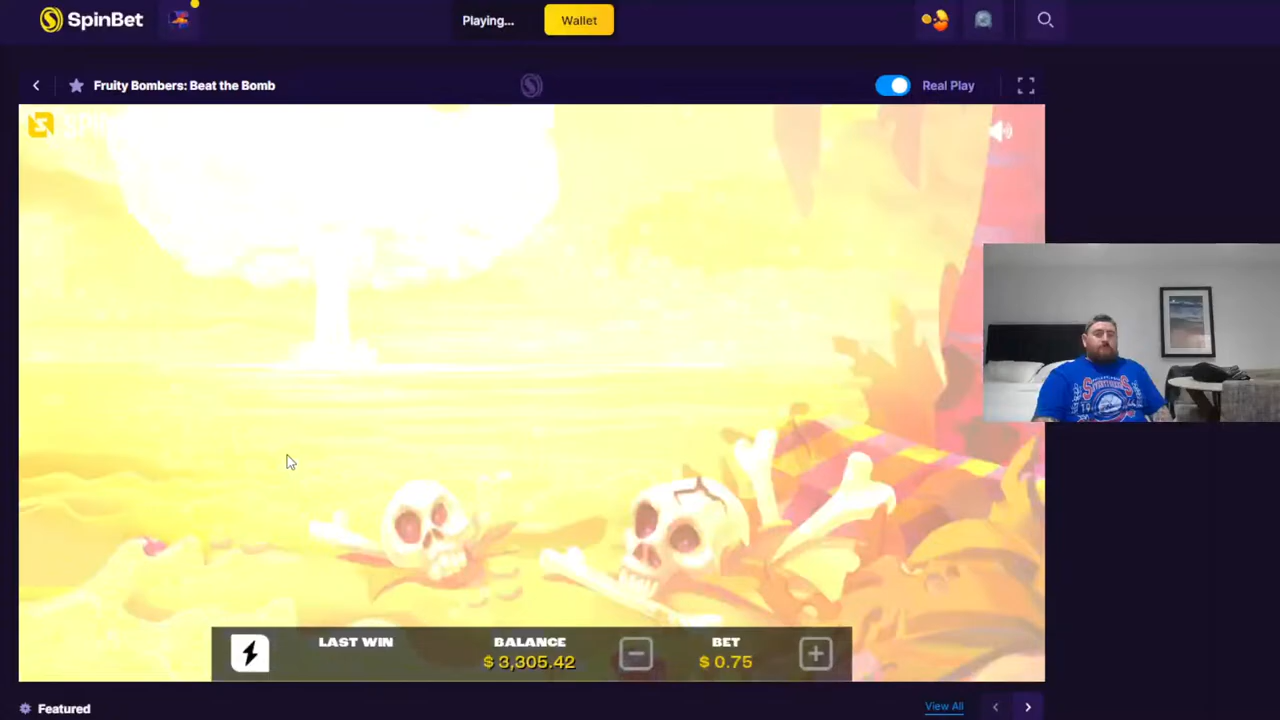 SpinBet
Playing...
Wallet
Fruity Bombers: Beat the Bomb
Real Play
LAST WIN
BALANCE
BET
$ 3,305.42
$ 0.75
Featured
View All